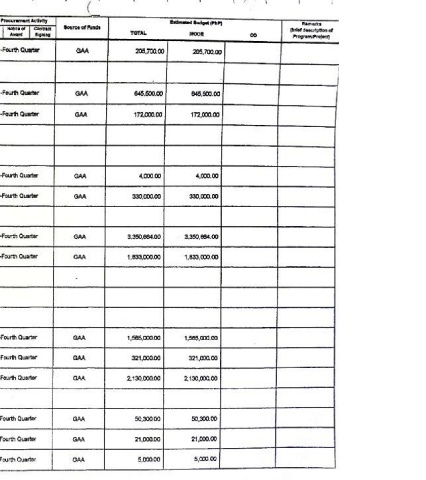 Procurement Activity
Notice of Award
Contract Signing
Source of Funds
Estimated Budget (PhP)
TOTAL
MOOE
CO
Remarks
(brief description of
Program/Project)
-Fourth Quarter GAA 205,700.00 205,700.00
-Fourth Quarter GAA 645,500.00 645,500.00
-Fourth Quarter GAA 172,000.00 172,000.00
-Fourth Quarter GAA 4,000.00 4,000.00
-Fourth Quarter GAA 330,000.00 330,000.00
-Fourth Quarter GAA 3,350,664.00 3,350,664.00
-Fourth Quarter GAA 1,633,000.00 1,633,000.00
Fourth Quarter GAA 1,565,000.00 1,565,000.00
Fourth Quarter GAA 321,000.00 321,000.00
Fourth Quarter GAA 2,130,000.00 2,130,000.00
Fourth Quarter GAA 50,300.00 50,300.00
Fourth Quarter GAA 21,000.00 21,000.00
Fourth Quarter GAA 5,000.00 5,000.00